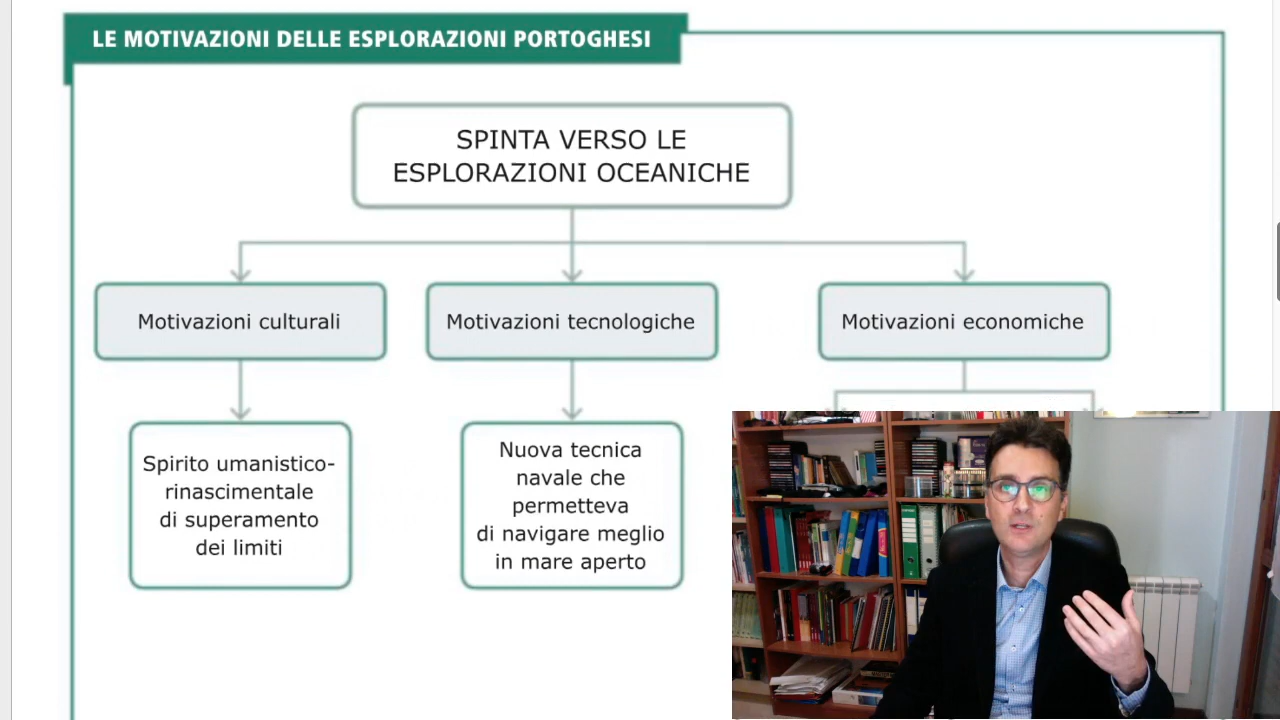 LE MOTIVAZIONI DELLE ESPLORAZIONI PORTOGHESI
SPINTA VERSO LE
ESPLORAZIONI OCEANICHE
Motivazioni culturali
Motivazioni tecnologiche
Motivazioni economiche
Spirito umanistico-
rinascimentale
di superamento
dei limiti
Nuova tecnica
navale che
permetteva
di navigare meglio
in mare aperto